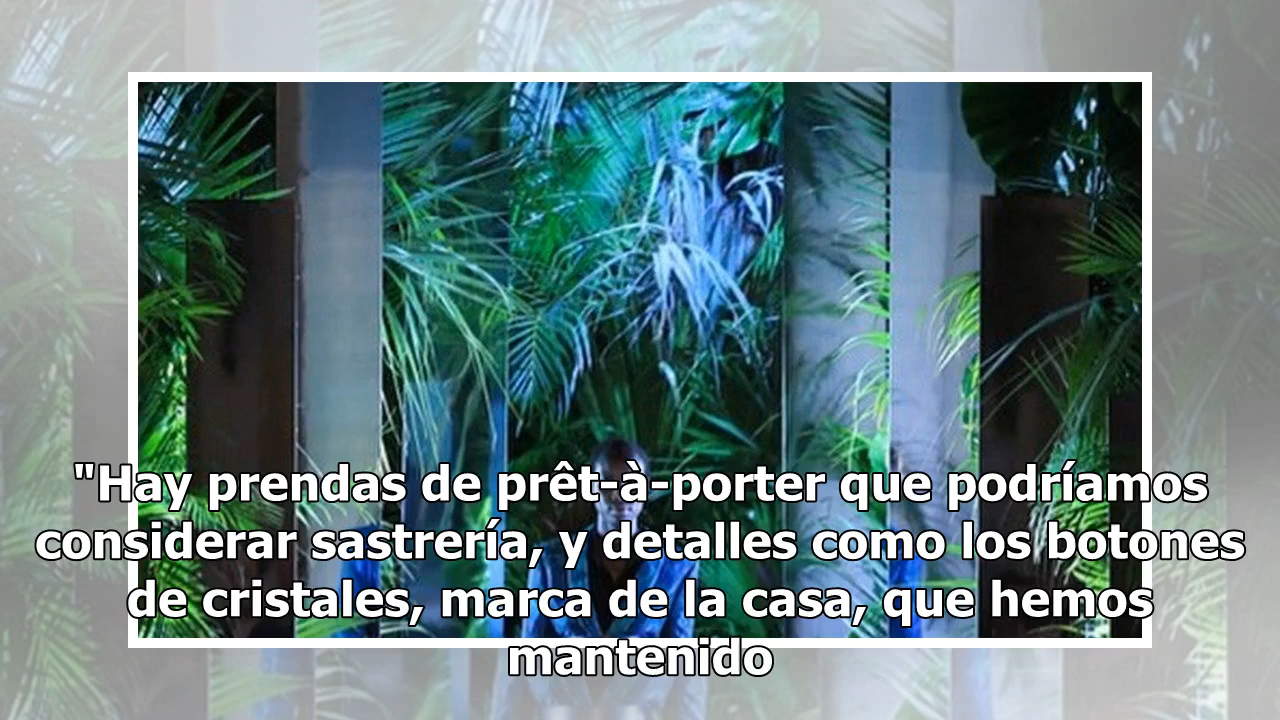 "Hay prendas de prêt-à-porter que podríamos
considerar sastrería, y detalles como los botones
de cristales, marca de la casa, que hemos
mantenido